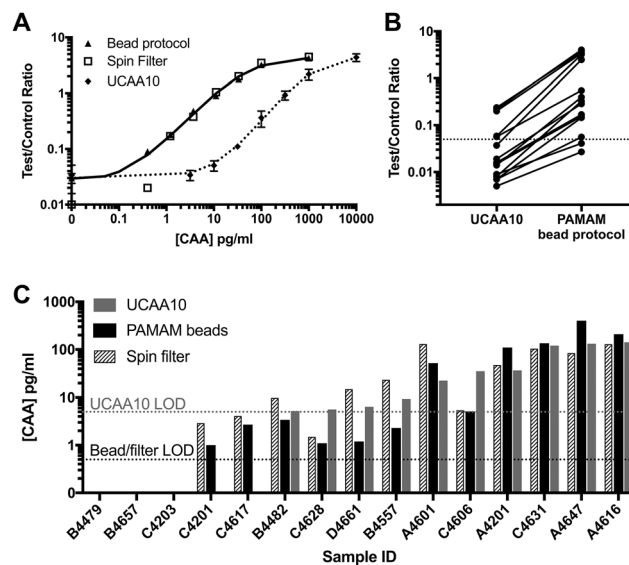 A
Bead protocol
Spin Filter
UCAA10
Test/Control Ratio
10
1
0.1
0.01
0 0.1 1 10 100 1000 10000
[CAA] pg/ml
B
Test/Control Ratio
10
1
0.1
0.01
UCAA10 PAMAM
bead protocol
C
UCAA10
PAMAM beads
Spin filter
[CAA] pg/ml
1000
100
10
1
0
UCAA10 LOD
Bead/filter LOD
B4479 B4657 C4203 C4201 C4617 B4482 C4628 D4661 B4557 A4601 C4606 A4201 C4631 A4647 A4616
Sample ID